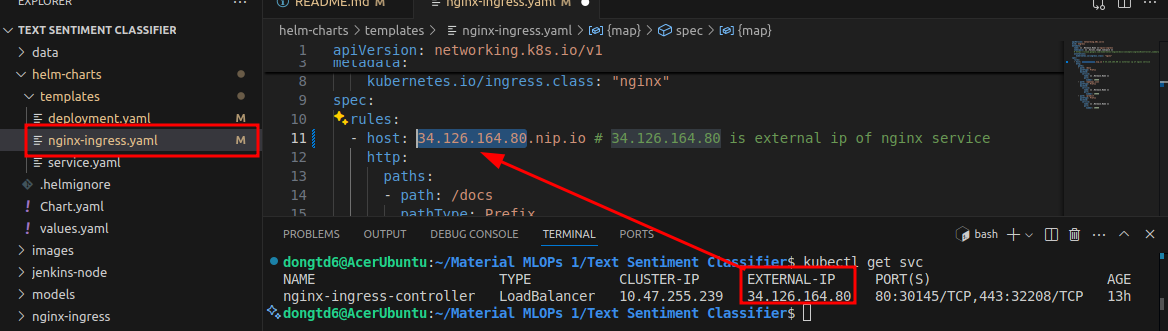 EXPLORER
TEXT SENTIMENT CLASSIFIER
data
helm-charts
templates
deployment.yaml M
nginx-ingress.yaml M
service.yaml
.helmignore
Chart.yaml
values.yaml
images
jenkins-node
models
nginx-ingress
README.md M
nginx-ingress.yaml
helm-charts > templates > nginx-ingress.yaml > {map} > spec > {map}
1 apiVersion: networking.k8s.io/v1
3 metadata:
8 kubernetes.io/ingress.class: "nginx"
9 spec:
10 rules:
11 - host: 34.126.164.80.nip.io # 34.126.164.80 is external ip of nginx service
12 http:
13 paths:
14 - path: /docs
15 pathType: Prefix
PROBLEMS OUTPUT DEBUG CONSOLE TERMINAL PORTS
bash
dongtd6@AcerUbuntu:~/Material MLOPs 1/Text Sentiment Classifier$ kubectl get svc
NAME TYPE CLUSTER-IP EXTERNAL-IP PORT(S) AGE
nginx-ingress-controller LoadBalancer 10.47.255.239 34.126.164.80 80:30145/TCP,443:32208/TCP 13h
dongtd6@AcerUbuntu:~/Material MLOPs 1/Text Sentiment Classifier$